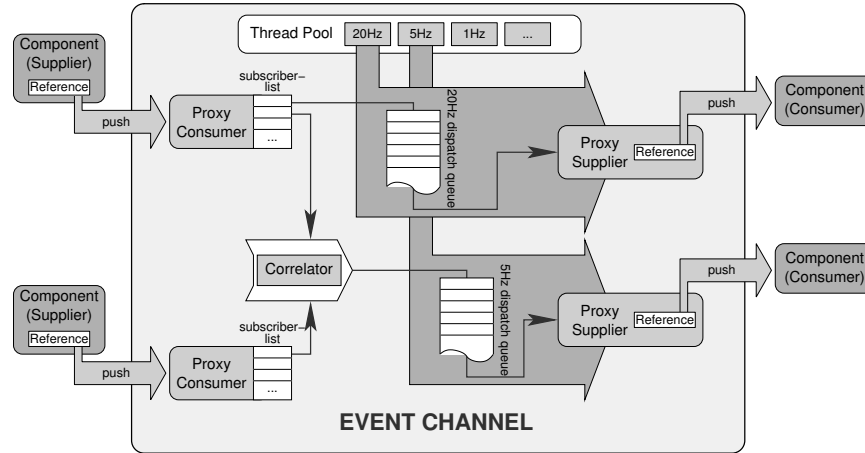 Thread Pool 20Hz 5Hz 1Hz ...
Component
(Supplier)
Reference
push
subscriber–
list
Proxy
Consumer
...
20Hz dispatch queue
Proxy
Supplier
Reference
push
Component
(Consumer)
Correlator
Component
(Supplier)
Reference
push
subscriber–
list
Proxy
Consumer
...
5Hz dispatch queue
Proxy
Supplier
Reference
push
Component
(Consumer)
EVENT CHANNEL